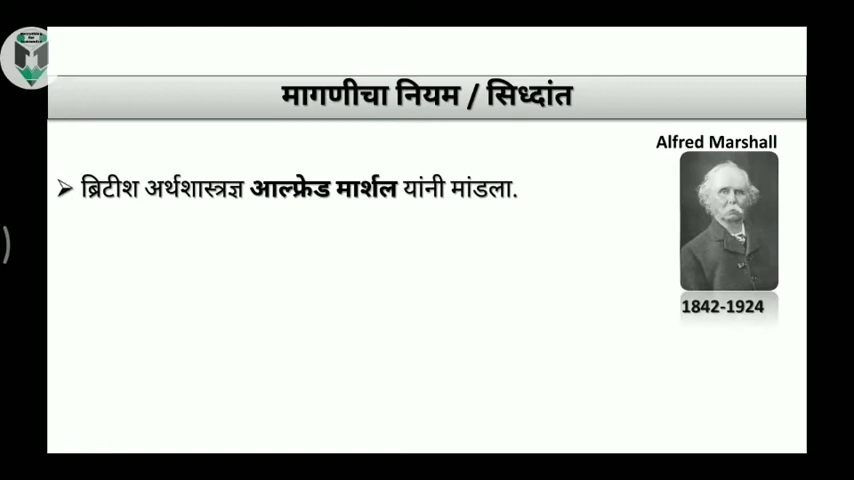 मागणीचा नियम / सिध्दांत
Alfred Marshall
➢ ब्रिटीश अर्थशास्त्रज्ञ आल्फ्रेड मार्शल यांनी मांडला.
1842-1924